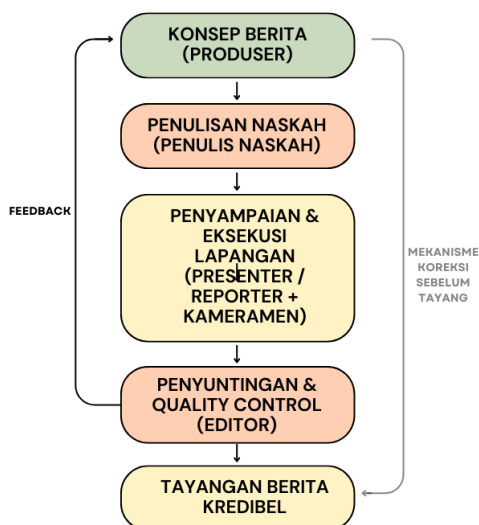 KONSEP BERITA
(PRODUSER)
PENULISAN NASKAH
(PENULIS NASKAH)
PENYAMPAIAN &
EKSEKUSI
LAPANGAN
(PRESENTER /
REPORTER +
KAMERAMEN)
FEEDBACK
MEKANISME
KOREKSI
SEBELUM
TAYANG
PENYUNTINGAN &
QUALITY CONTROL
(EDITOR)
TAYANGAN BERITA
KREDIBEL